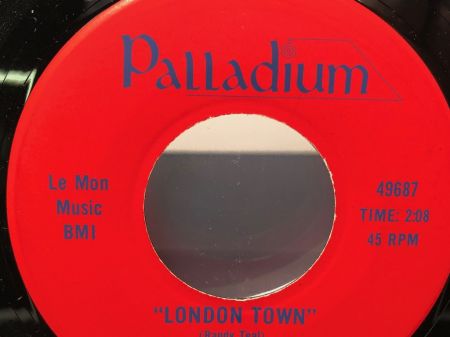 Palladium
Le Mon
Music
BMI
49687
TIME: 2:08
45 RPM
"LONDON TOWN"